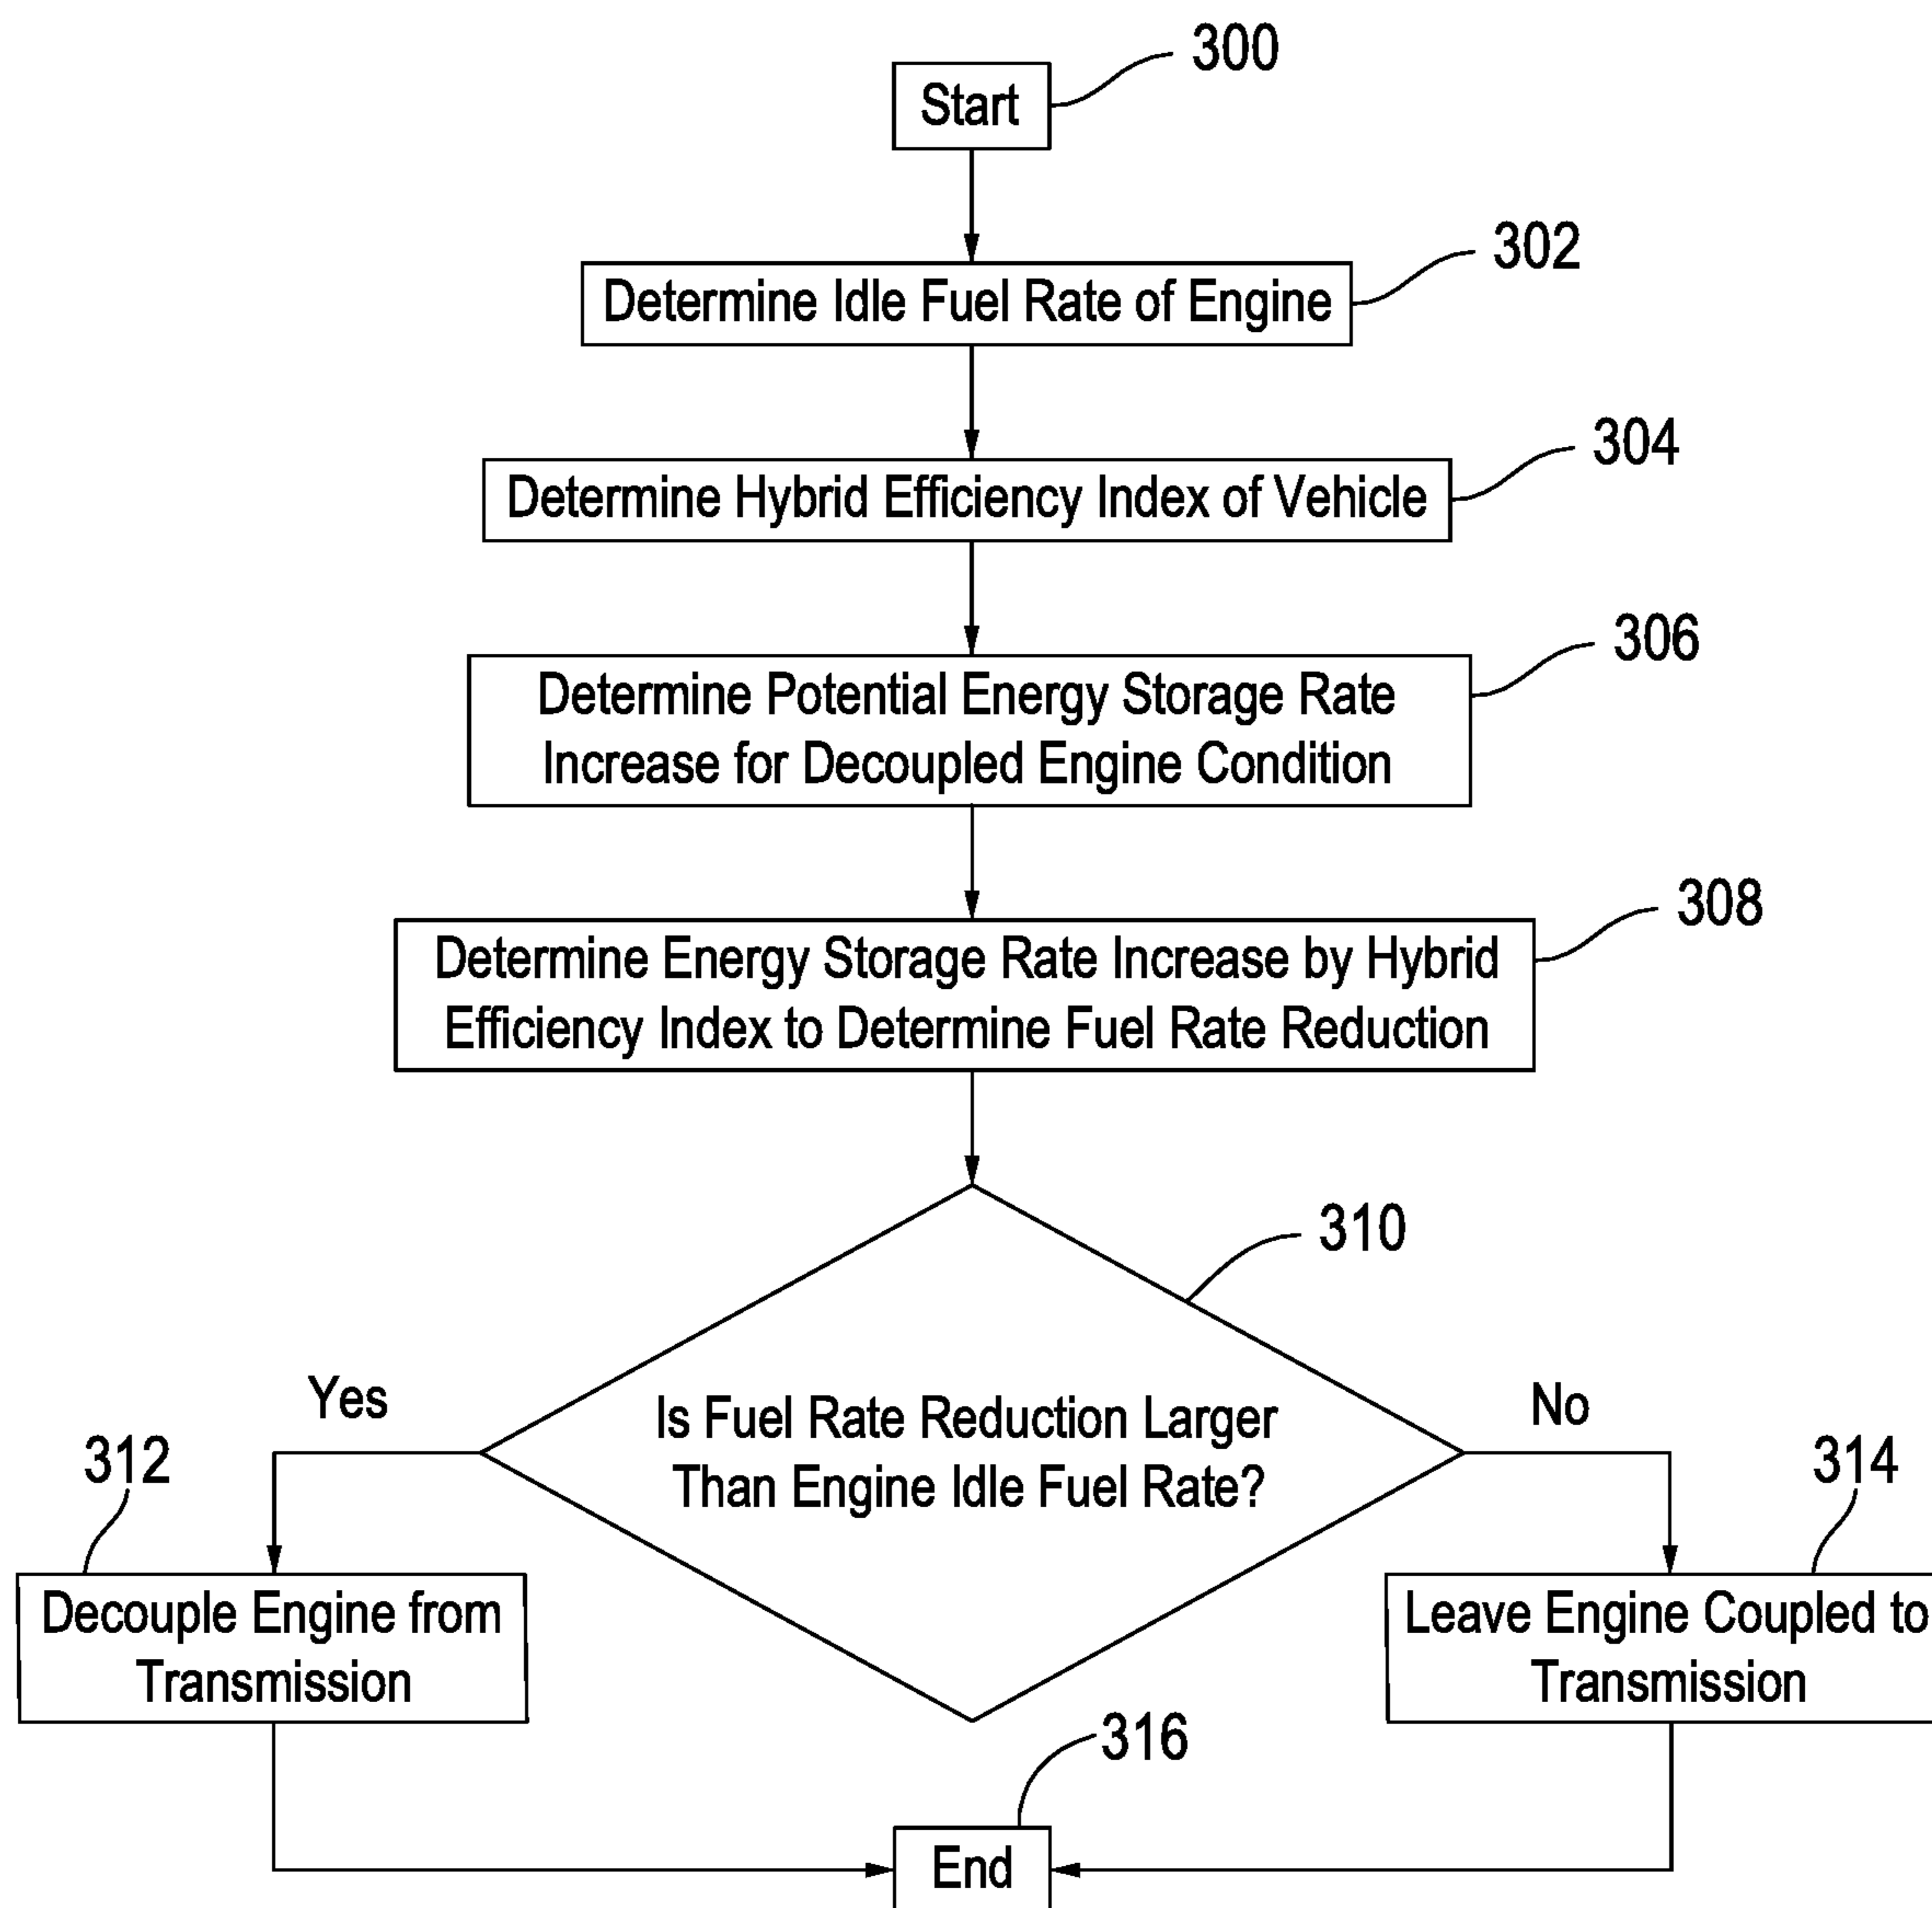 300
Start
302
Determine Idle Fuel Rate of Engine
304
Determine Hybrid Efficiency Index of Vehicle
306
Determine Potential Energy Storage Rate
Increase for Decoupled Engine Condition
308
Determine Energy Storage Rate Increase by Hybrid
Efficiency Index to Determine Fuel Rate Reduction
310
Is Fuel Rate Reduction Larger
Than Engine Idle Fuel Rate?
Yes
No
312
Decouple Engine from
Transmission
314
Leave Engine Coupled to
Transmission
316
End